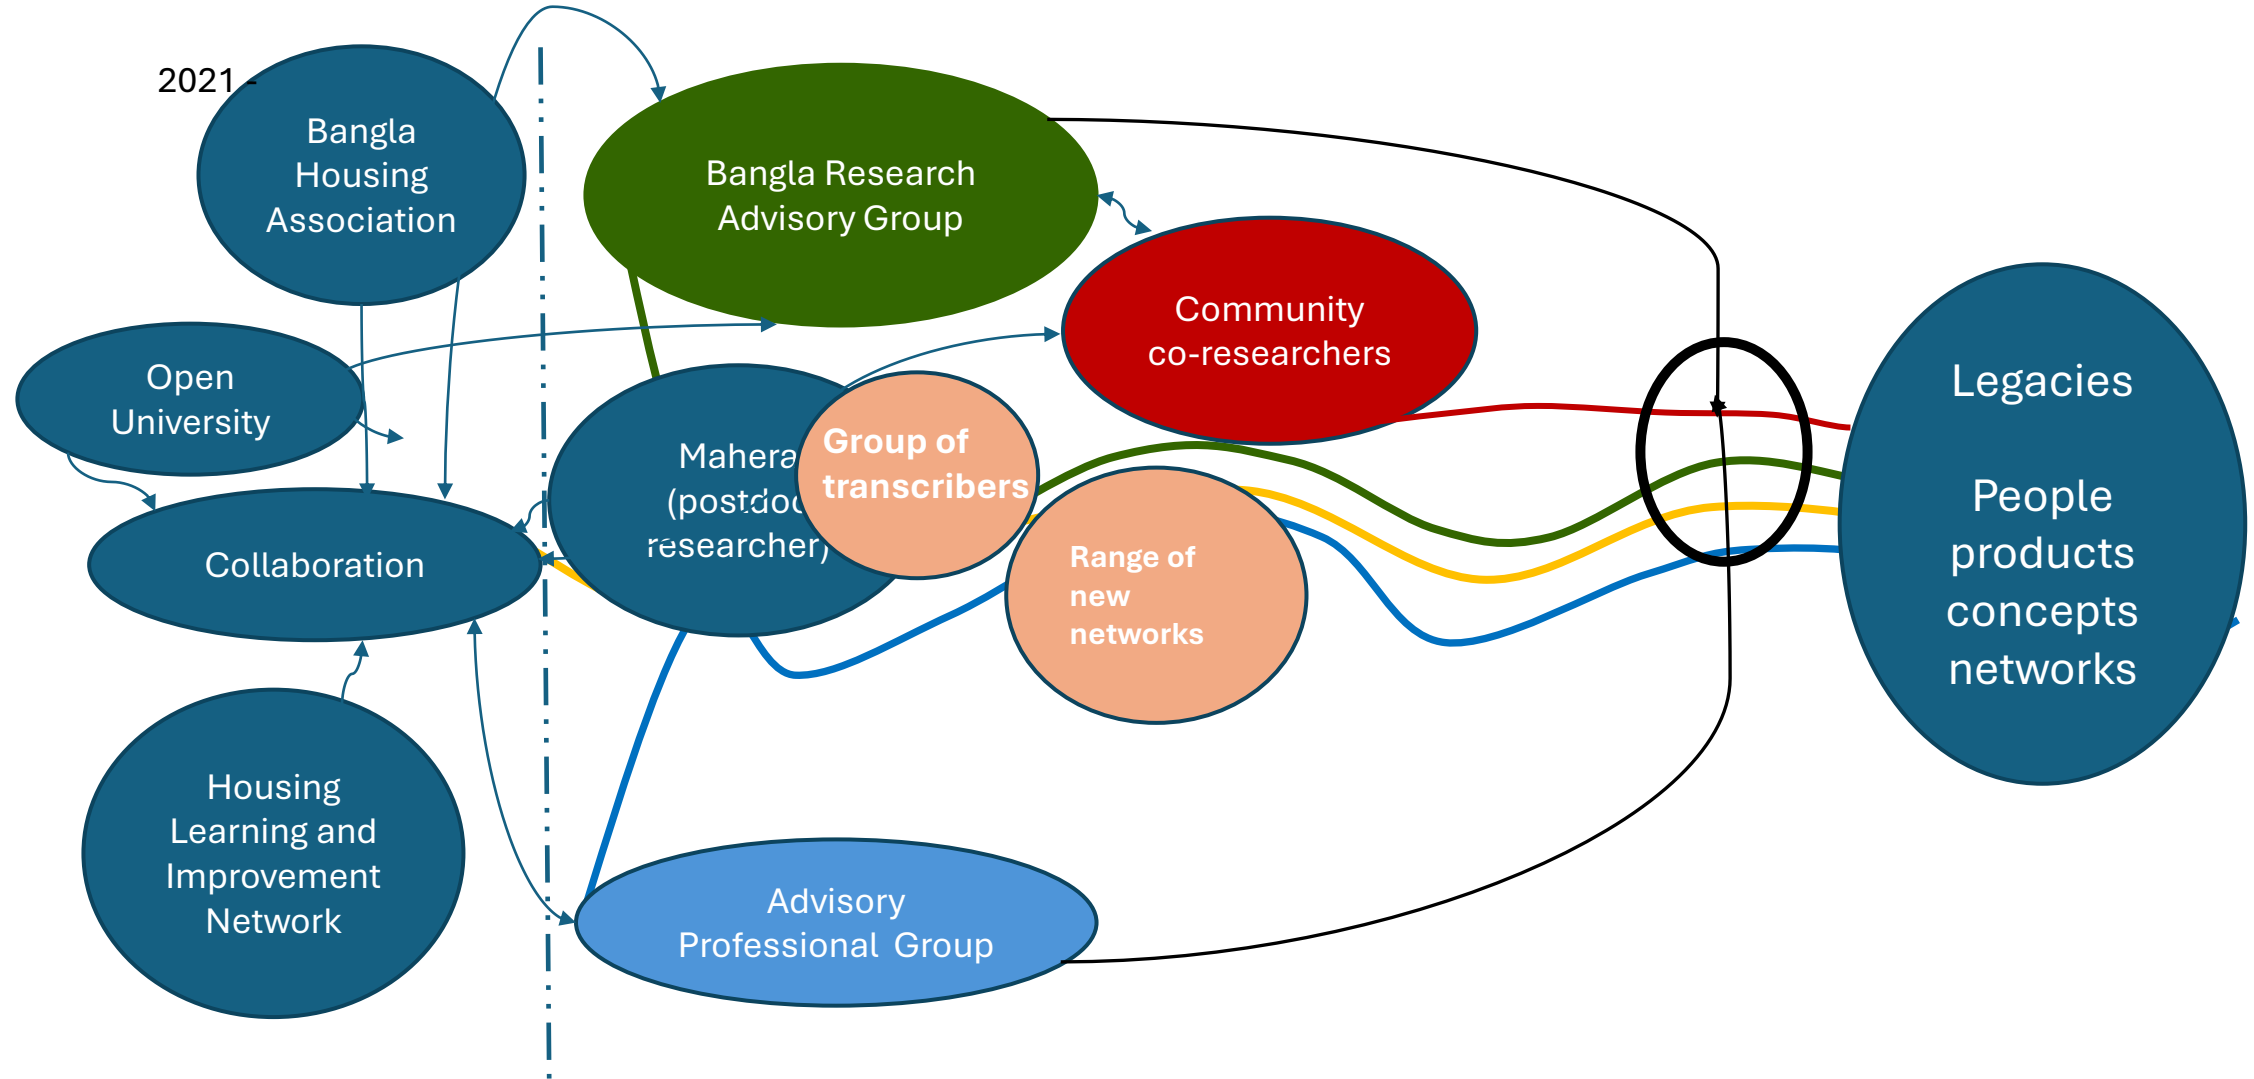 2021 -
Bangla
Housing
Association
Bangla Research
Advisory Group
Community
co-researchers
Open
University
Mahera
(postdoc
researcher)
Group of
transcribers
Collaboration
Range of
new
networks
Legacies
People
products
concepts
networks
Housing
Learning and
Improvement
Network
Advisory
Professional Group